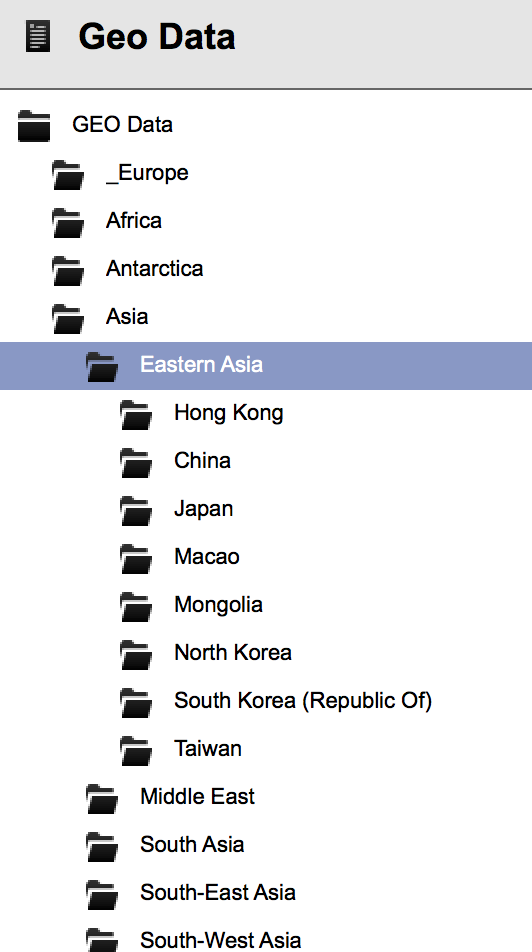 Geo Data
GEO Data
_Europe
Africa
Antarctica
Asia
Eastern Asia
Hong Kong
China
Japan
Macao
Mongolia
North Korea
South Korea (Republic Of)
Taiwan
Middle East
South Asia
South-East Asia
South-West Asia